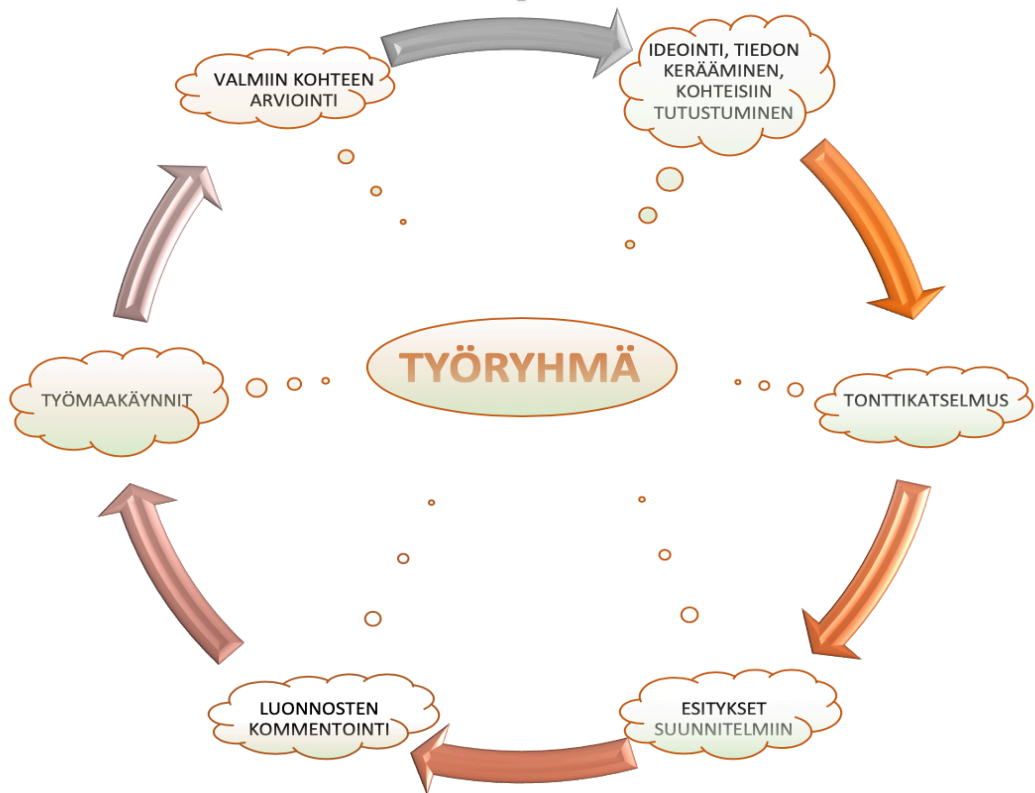 IDEOINTI, TIEDON
KERÄÄMINEN,
KOHTEISIIN
TUTUSTUMINEN
TONTTIKATSELMUS
ESITYKSET
SUUNNITELMIIN
LUONNOSTEN
KOMMENTOINTI
TYÖMAAKÄYNNIT
VALMIIN KOHTEEN
ARVIOINTI
TYÖRYHMÄ